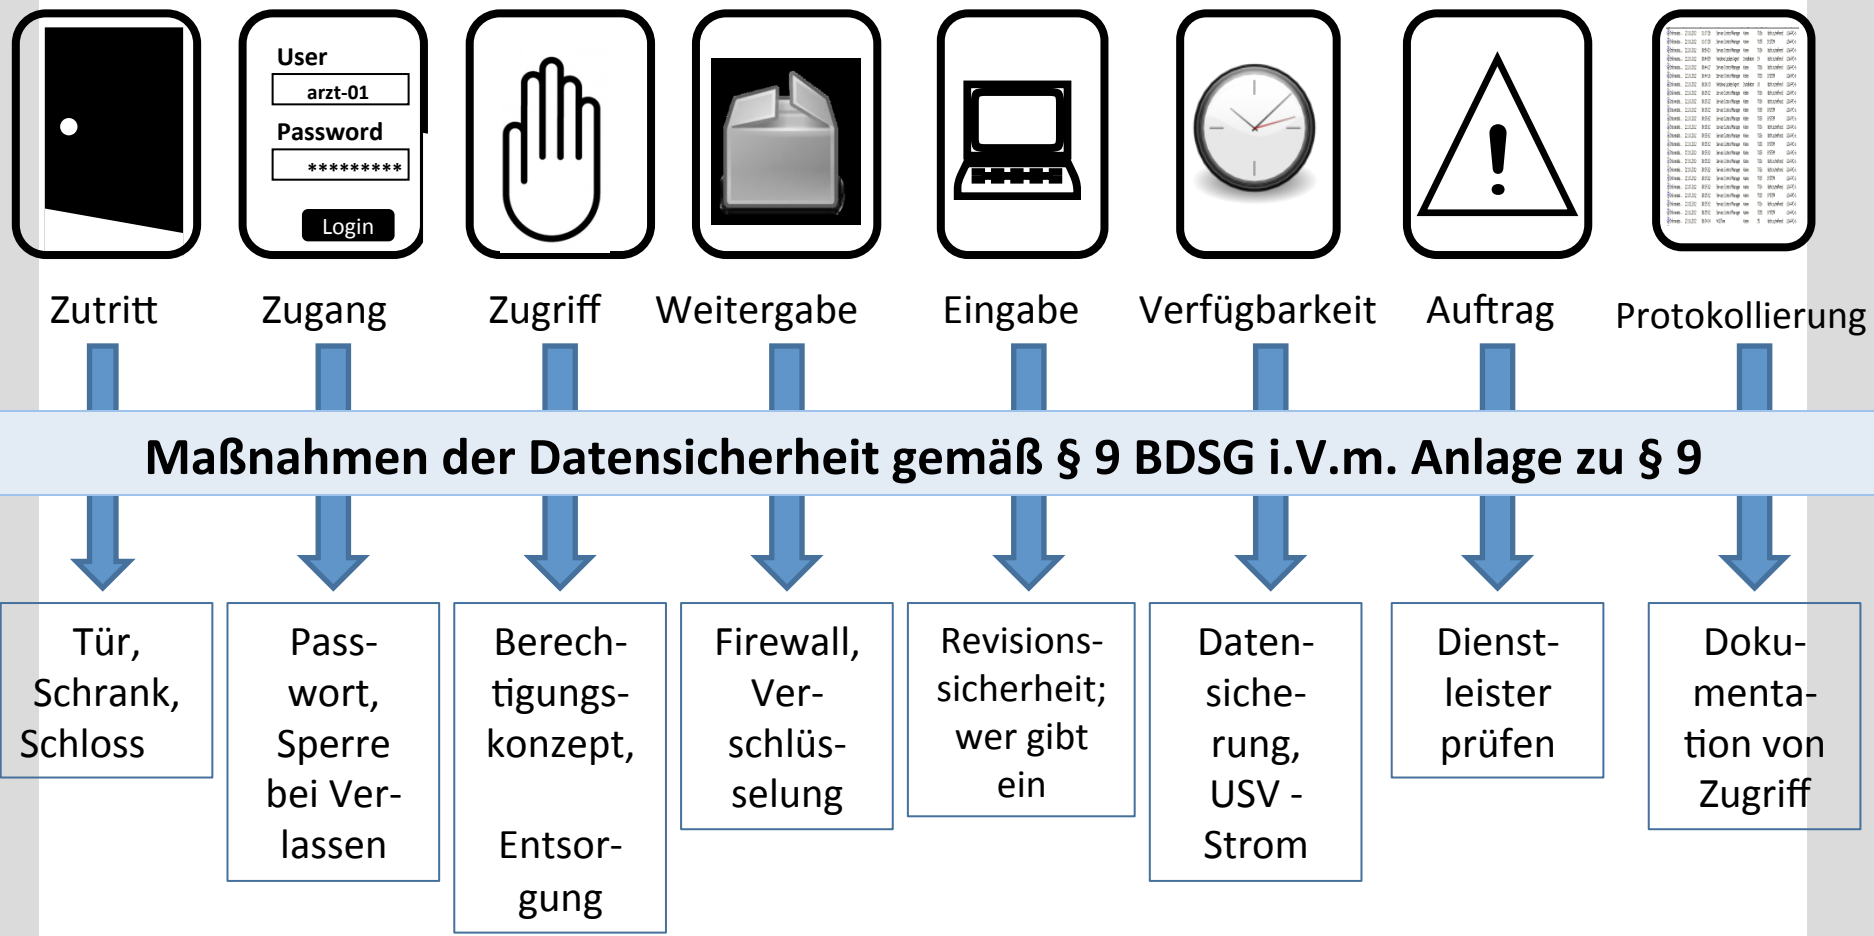 User
arzt-01
Password
*********
Login
Zutritt
Zugang
Zugriff
Weitergabe
Eingabe
Verfügbarkeit
Auftrag
Protokollierung
Maßnahmen der Datensicherheit gemäß § 9 BDSG i.V.m. Anlage zu § 9
Tür,
Schrank,
Schloss
Pass-
wort,
Sperre
bei Ver-
lassen
Berech-
tigungs-
konzept,
Entsor-
gung
Firewall,
Ver-
schlüs-
selung
Revisions-
sicherheit;
wer gibt
ein
Daten-
siche-
rung,
USV -
Strom
Dienst-
leister
prüfen
Doku-
menta-
tion von
Zugriff